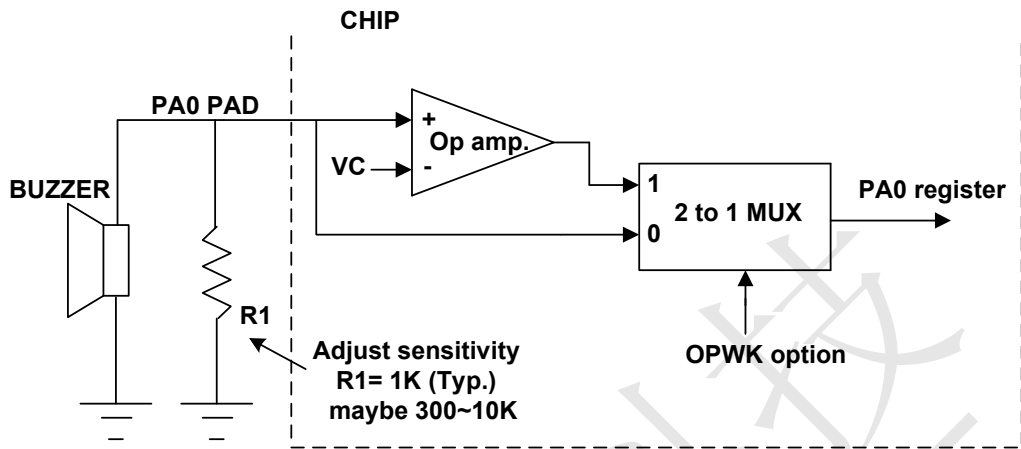 CHIP
PA0 PAD
+
Op amp.
VC
-
BUZZER
1
2 to 1 MUX
0
PA0 register
R1
Adjust sensitivity
R1= 1K (Typ.)
maybe 300~10K
OPWK option
技